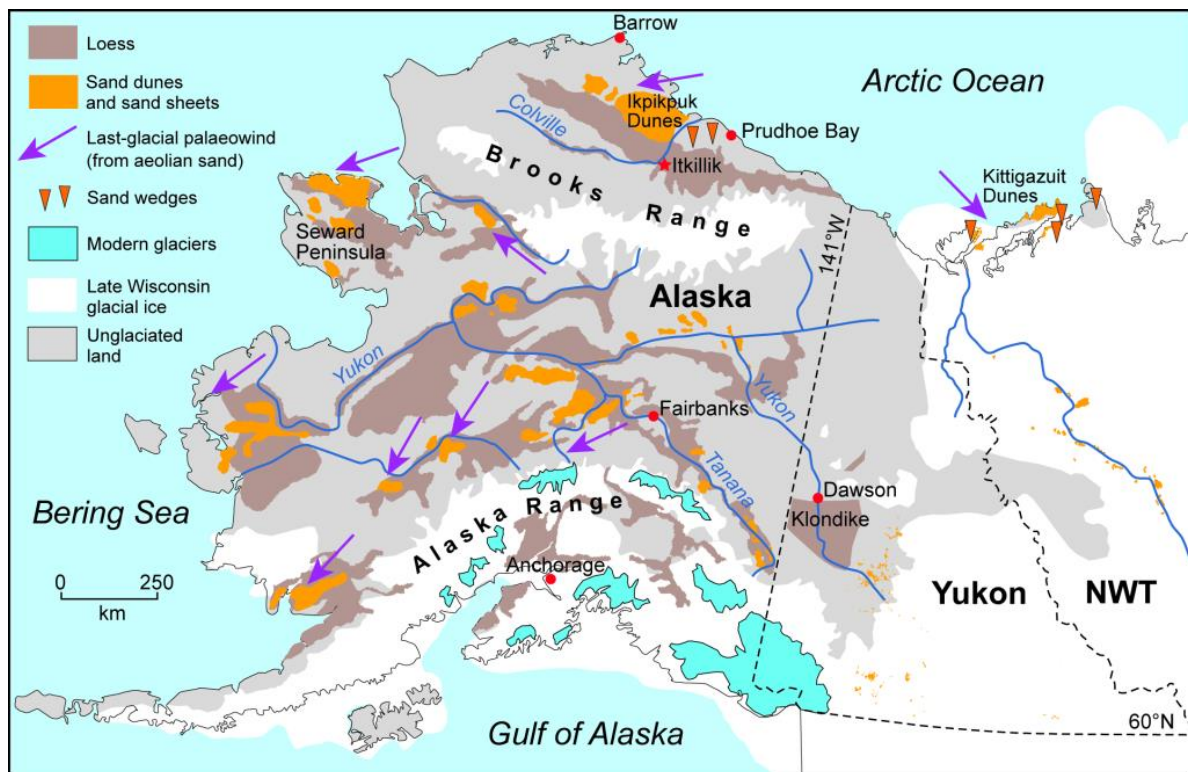 Loess
Sand dunes
and sand sheets
Last-glacial palaeowind
(from aeolian sand)
Sand wedges
Modern glaciers
Late Wisconsin
glacial ice
Unglaciated
land
Barrow
Arctic Ocean
Ikpikpuk
Dunes
Colville
Prudhoe Bay
Itkillik
Brooks Range
Kittigazuit
Dunes
Seward
Peninsula
141°W
Alaska
Yukon
Yukon
Fairbanks
Tanana
Dawson
Klondike
Bering Sea
Alaska Range
Anchorage
0 250
km
Yukon
NWT
60°N
Gulf of Alaska